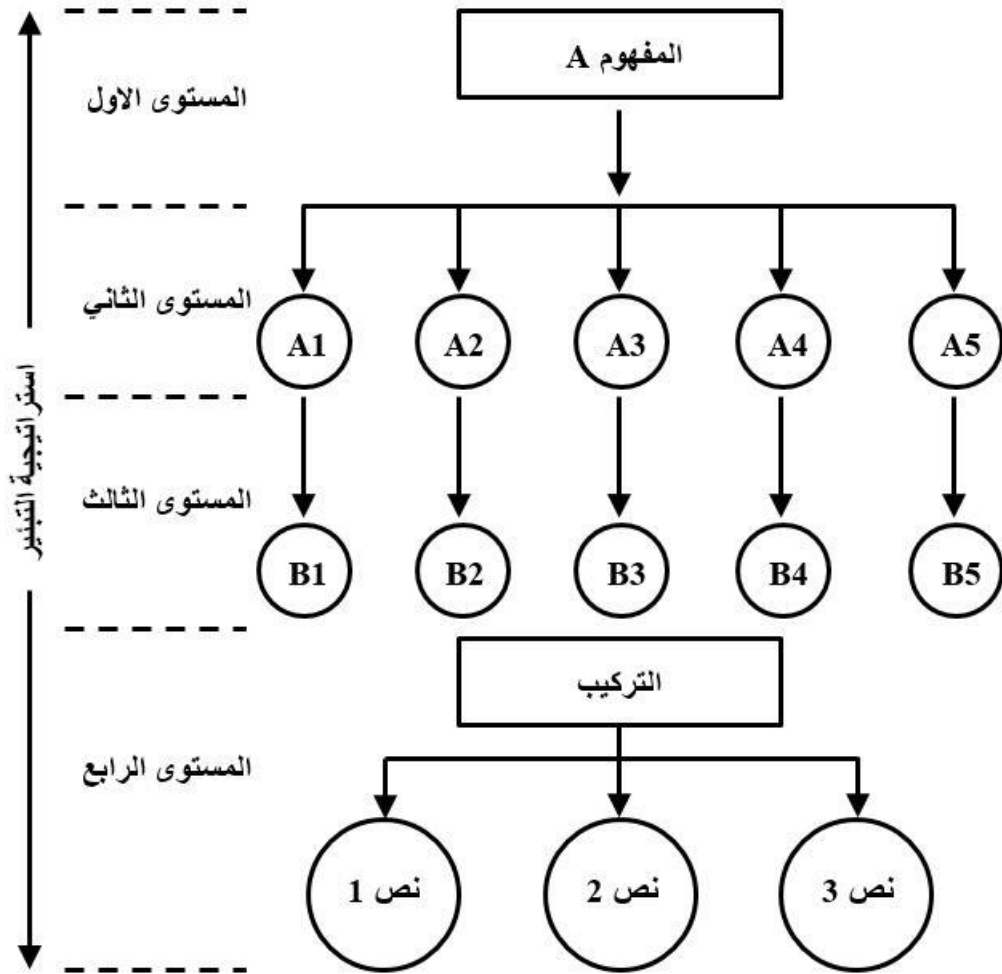 المفهوم A
المستوى الاول
المستوى الثاني
A1 A2 A3 A4 A5
استراتيجية التبئير
المستوى الثالث
B1 B2 B3 B4 B5
التركيب
المستوى الرابع
نص 1 نص 2 نص 3